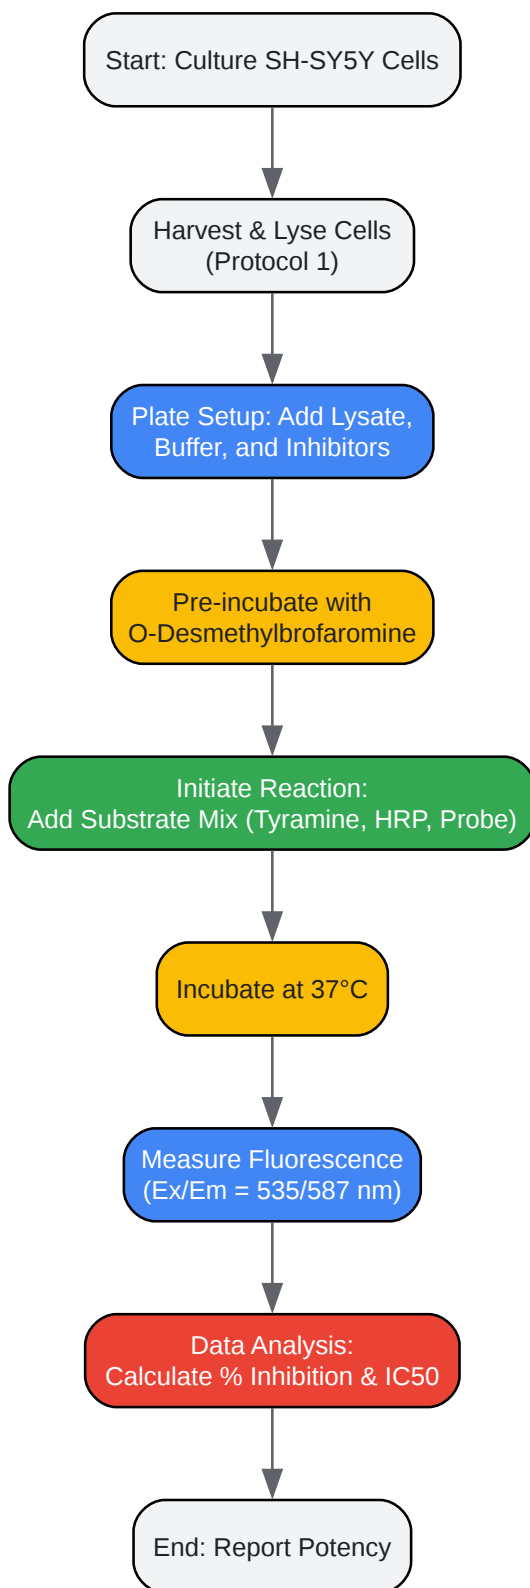 Start: Culture SH-SY5Y Cells
Harvest & Lyse Cells
(Protocol 1)
Plate Setup: Add Lysate,
Buffer, and Inhibitors
Pre-incubate with
O-Desmethylbrofaromine
Initiate Reaction:
Add Substrate Mix (Tyramine, HRP, Probe)
Incubate at 37°C
Measure Fluorescence
(Ex/Em = 535/587 nm)
Data Analysis:
Calculate % Inhibition & IC50
End: Report Potency